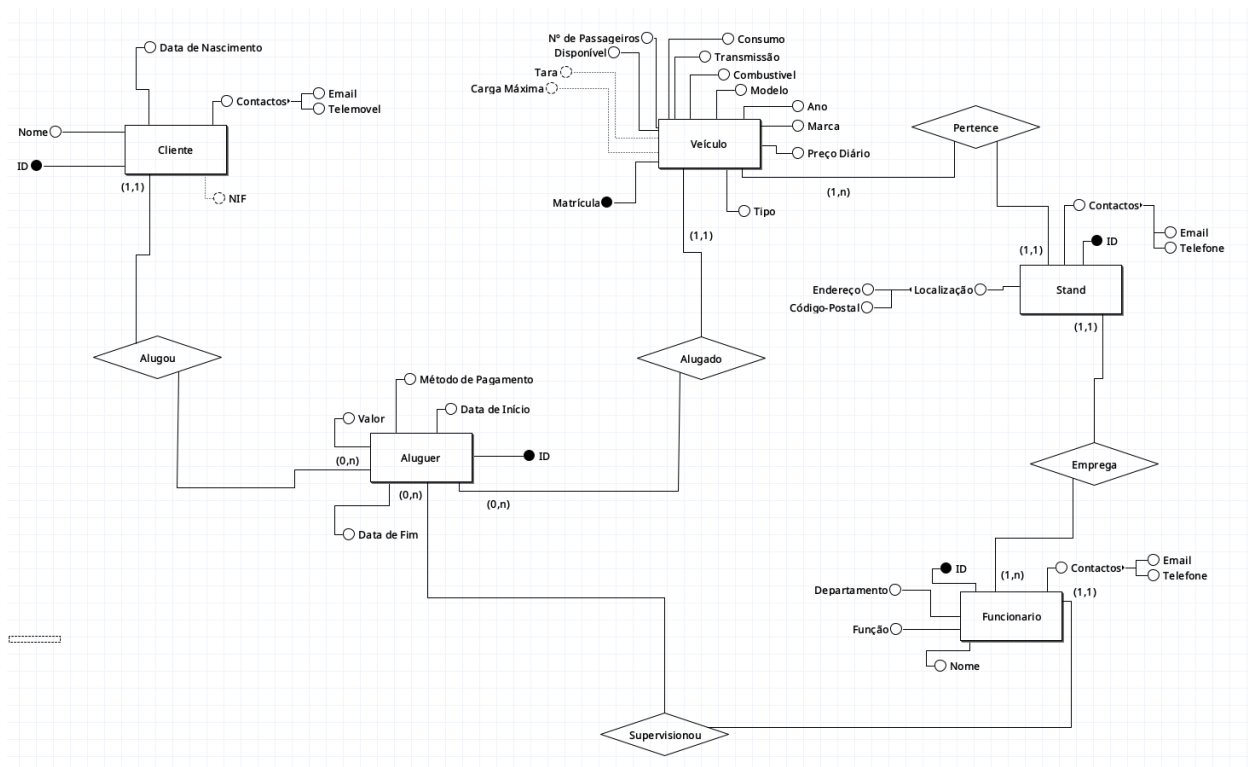 Data de Nascimento
Contactos
Email
Telemovel
Nome
ID
Cliente
(1,1)
NIF
Nº de Passageiros
Disponível
Tara
Carga Máxima
Consumo
Transmissão
Combustivel
Modelo
Ano
Marca
Preço Diário
Veículo
Matrícula
Tipo
(1,1)
(1,n)
Pertence
(1,1)
Contactos
Email
Telefone
ID
Endereço
Código-Postal
Localização
Stand
(1,1)
Alugou
Alugado
Método de Pagamento
Data de Início
Valor
Aluguer
ID
(0,n)
(0,n)
(0,n)
Data de Fim
Emprega
ID
(1,n)
Contactos
Email
Telefone
(1,1)
Departamento
Funcionario
Função
Nome
Supervisionou